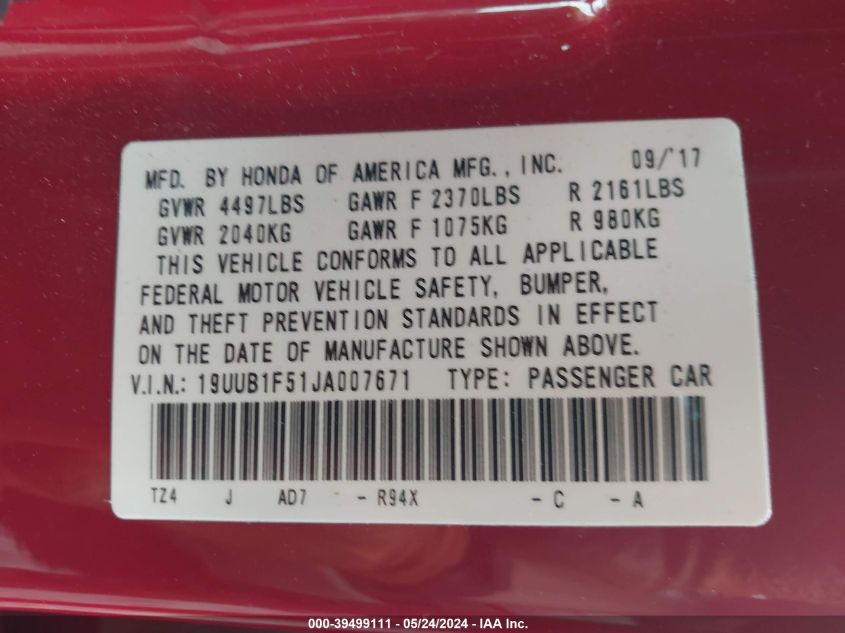 MFD. BY HONDA OF AMERICA MFG., INC. 09/'17
GVWR 4497LBS GAWR F 2370LBS R 2161LBS
GVWR 2040KG GAWR F 1075KG R 980KG
THIS VEHICLE CONFORMS TO ALL APPLICABLE
FEDERAL MOTOR VEHICLE SAFETY, BUMPER,
AND THEFT PREVENTION STANDARDS IN EFFECT
ON THE DATE OF MANUFACTURE SHOWN ABOVE.
V.I.N.: 19UUB1F51JA007671 TYPE: PASSENGER CAR
TZ4 J AD7 - R94X - C - A
000-39499111 - 05/24/2024 - IAA Inc.